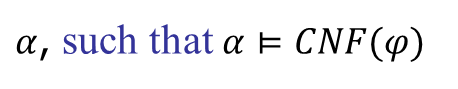 𝛼, such that 𝛼 ⊨ 𝐶𝑁𝐹(𝜑)